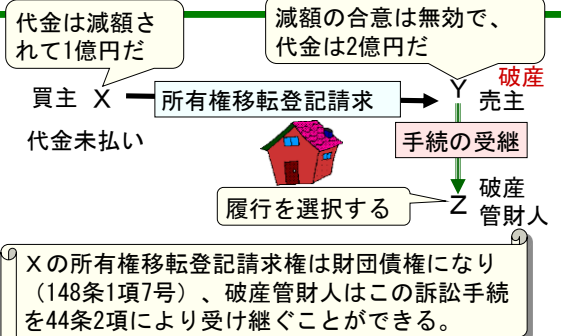 代金は減額さ
れて1億円だ
減額の合意は無効で、
代金は2億円だ
破産
買主 X
所有権移転登記請求
Y
売主
代金未払い
手続の受継
履行を選択する
Z
破産
管財人
Xの所有権移転登記請求権は財団債権になり
(148条1項7号)、破産管財人はこの訴訟手続
を44条2項により受け継ぐことができる。